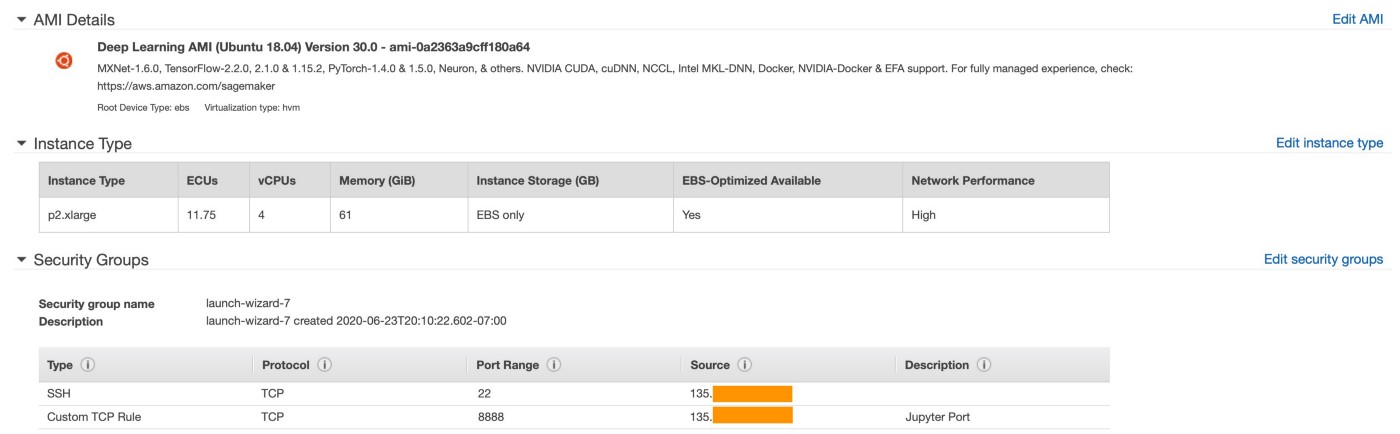 AMI Details Edit AMI
Deep Learning AMI (Ubuntu 18.04) Version 30.0 - ami-0a2363a9cff180a64
MXNet-1.6.0, TensorFlow-2.2.0, 2.1.0 & 1.15.2, PyTorch-1.4.0 & 1.5.0, Neuron, & others. NVIDIA CUDA, cuDNN, NCCL, Intel MKL-DNN, Docker, NVIDIA-Docker & EFA support. For fully managed experience, check:
https://aws.amazon.com/sagemaker
Root Device Type: ebs Virtualization type: hvm
Instance Type Edit instance type
Instance Type ECUs vCPUs Memory (GiB) Instance Storage (GB) EBS-Optimized Available Network Performance
p2.xlarge 11.75 4 61 EBS only Yes High
Security Groups Edit security groups
Security group name launch-wizard-7
Description launch-wizard-7 created 2020-06-23T20:10:22.602-07:00
Type i Protocol i Port Range i Source i Description i
SSH TCP 22 135.
Custom TCP Rule TCP 8888 135. Jupyter Port